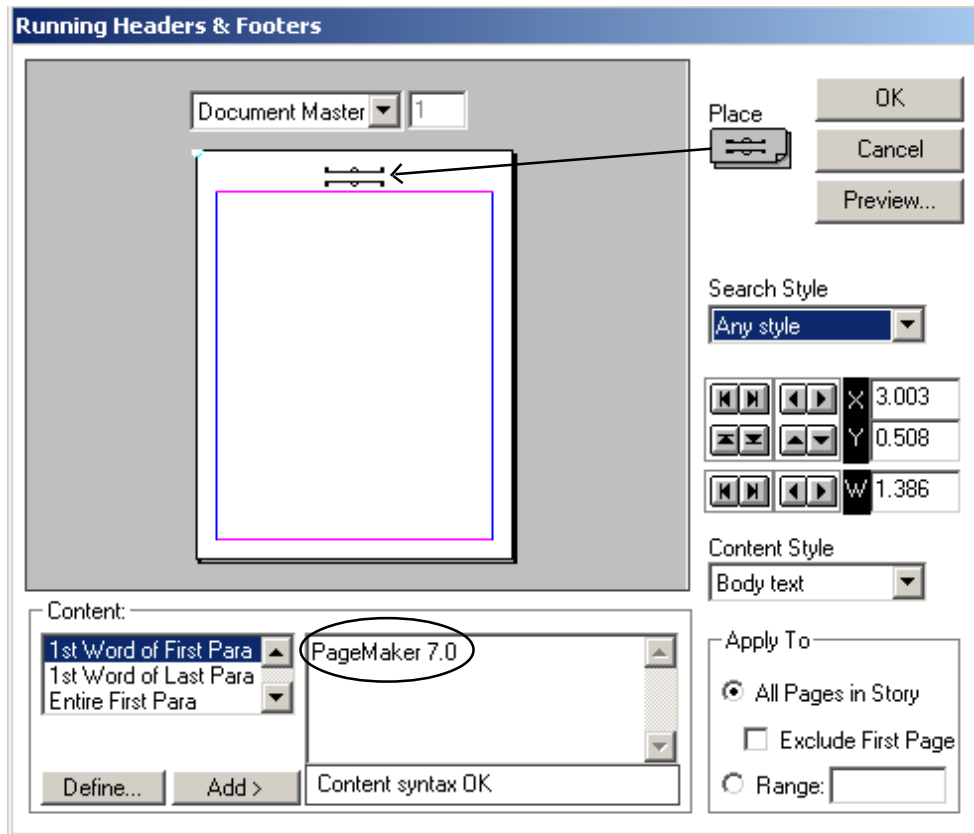 Running Headers & Footers
Document Master 1
Place
OK
Cancel
Preview...
Search Style
Any style
X 3.003
Y 0.508
W 1.386
Content Style
Body text
Content:
1st Word of First Para
1st Word of Last Para
Entire First Para
PageMaker 7.0
Define...
Add >
Content syntax OK
Apply To
All Pages in Story
Exclude First Page
Range: